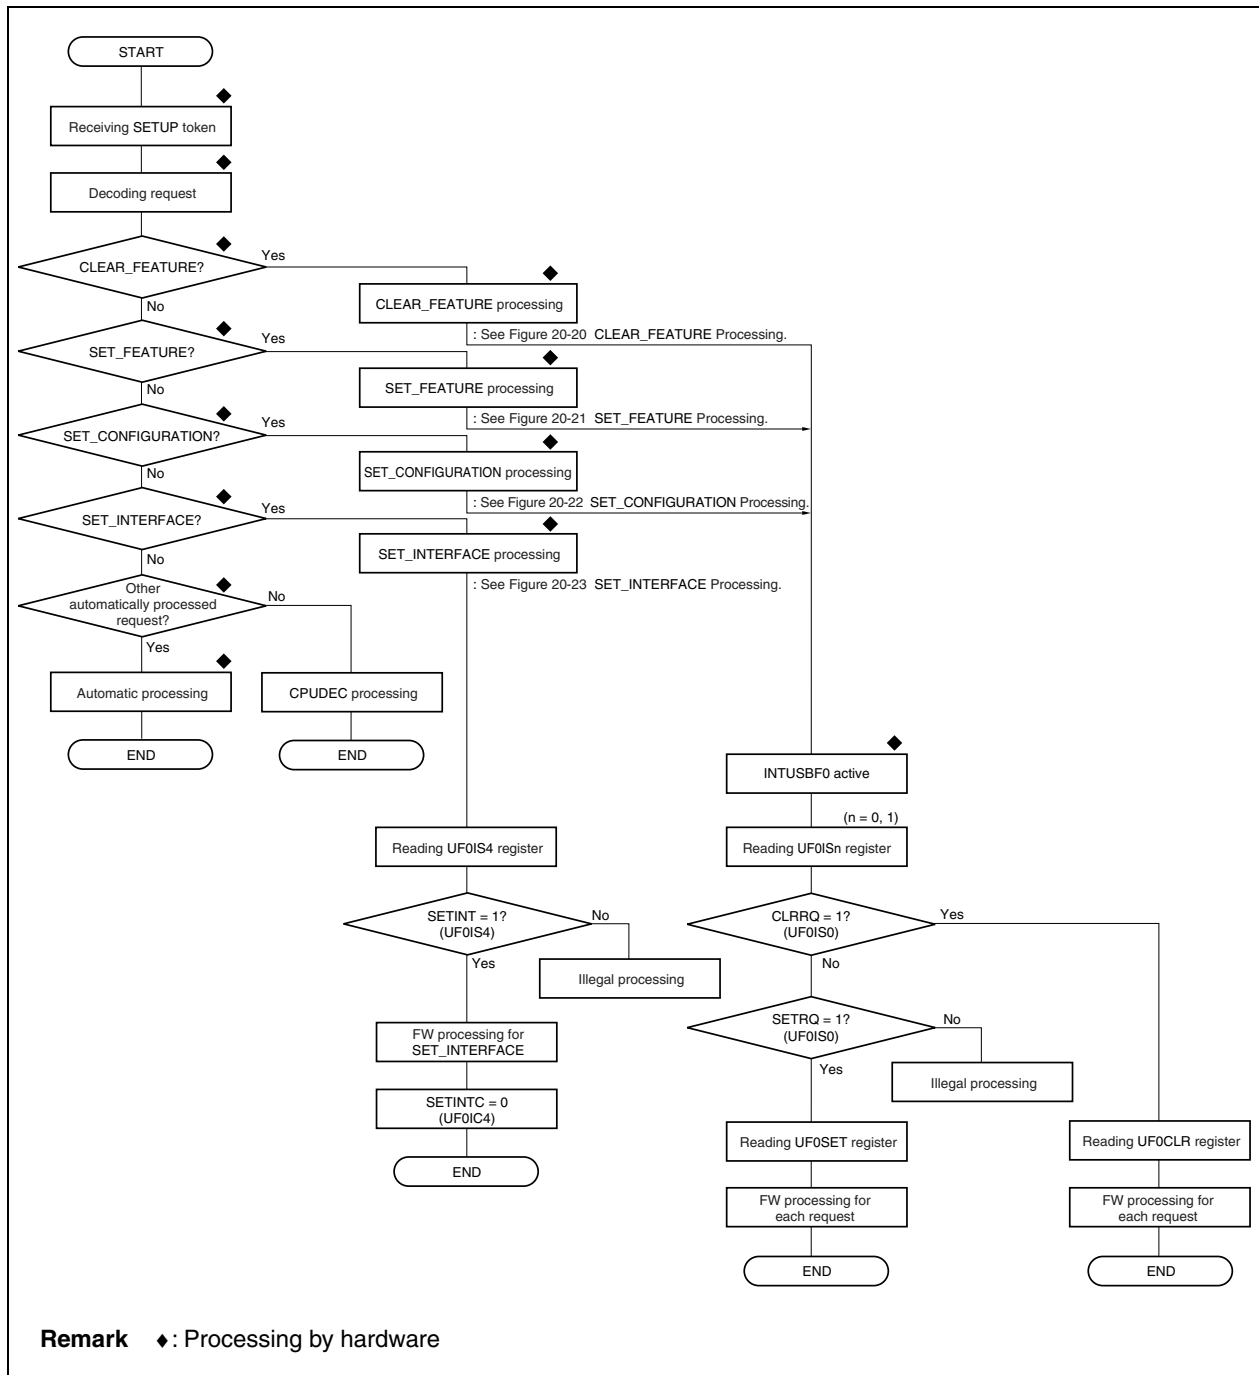 START
Receiving SETUP token
Decoding request
CLEAR_FEATURE?
Yes
No
CLEAR_FEATURE processing
: See Figure 20-20 CLEAR_FEATURE Processing.
SET_FEATURE?
Yes
No
SET_FEATURE processing
: See Figure 20-21 SET_FEATURE Processing.
SET_CONFIGURATION?
Yes
No
SET_CONFIGURATION processing
: See Figure 20-22 SET_CONFIGURATION Processing.
SET_INTERFACE?
Yes
No
SET_INTERFACE processing
: See Figure 20-23 SET_INTERFACE Processing.
Other
automatically processed
request?
No
Yes
Automatic processing
CPUDEC processing
END
END
INTUSBF0 active
(n = 0, 1)
Reading UF0IS4 register
Reading UF0ISn register
SETINT = 1?
(UF0IS4)
No
Yes
Illegal processing
CLRRQ = 1?
(UF0IS0)
Yes
No
FW processing for
SET_INTERFACE
SETRQ = 1?
(UF0IS0)
No
Yes
Illegal processing
SETINTC = 0
(UF0IC4)
END
Reading UF0SET register
Reading UF0CLR register
FW processing for
each request
FW processing for
each request
END
END
Remark ♦: Processing by hardware